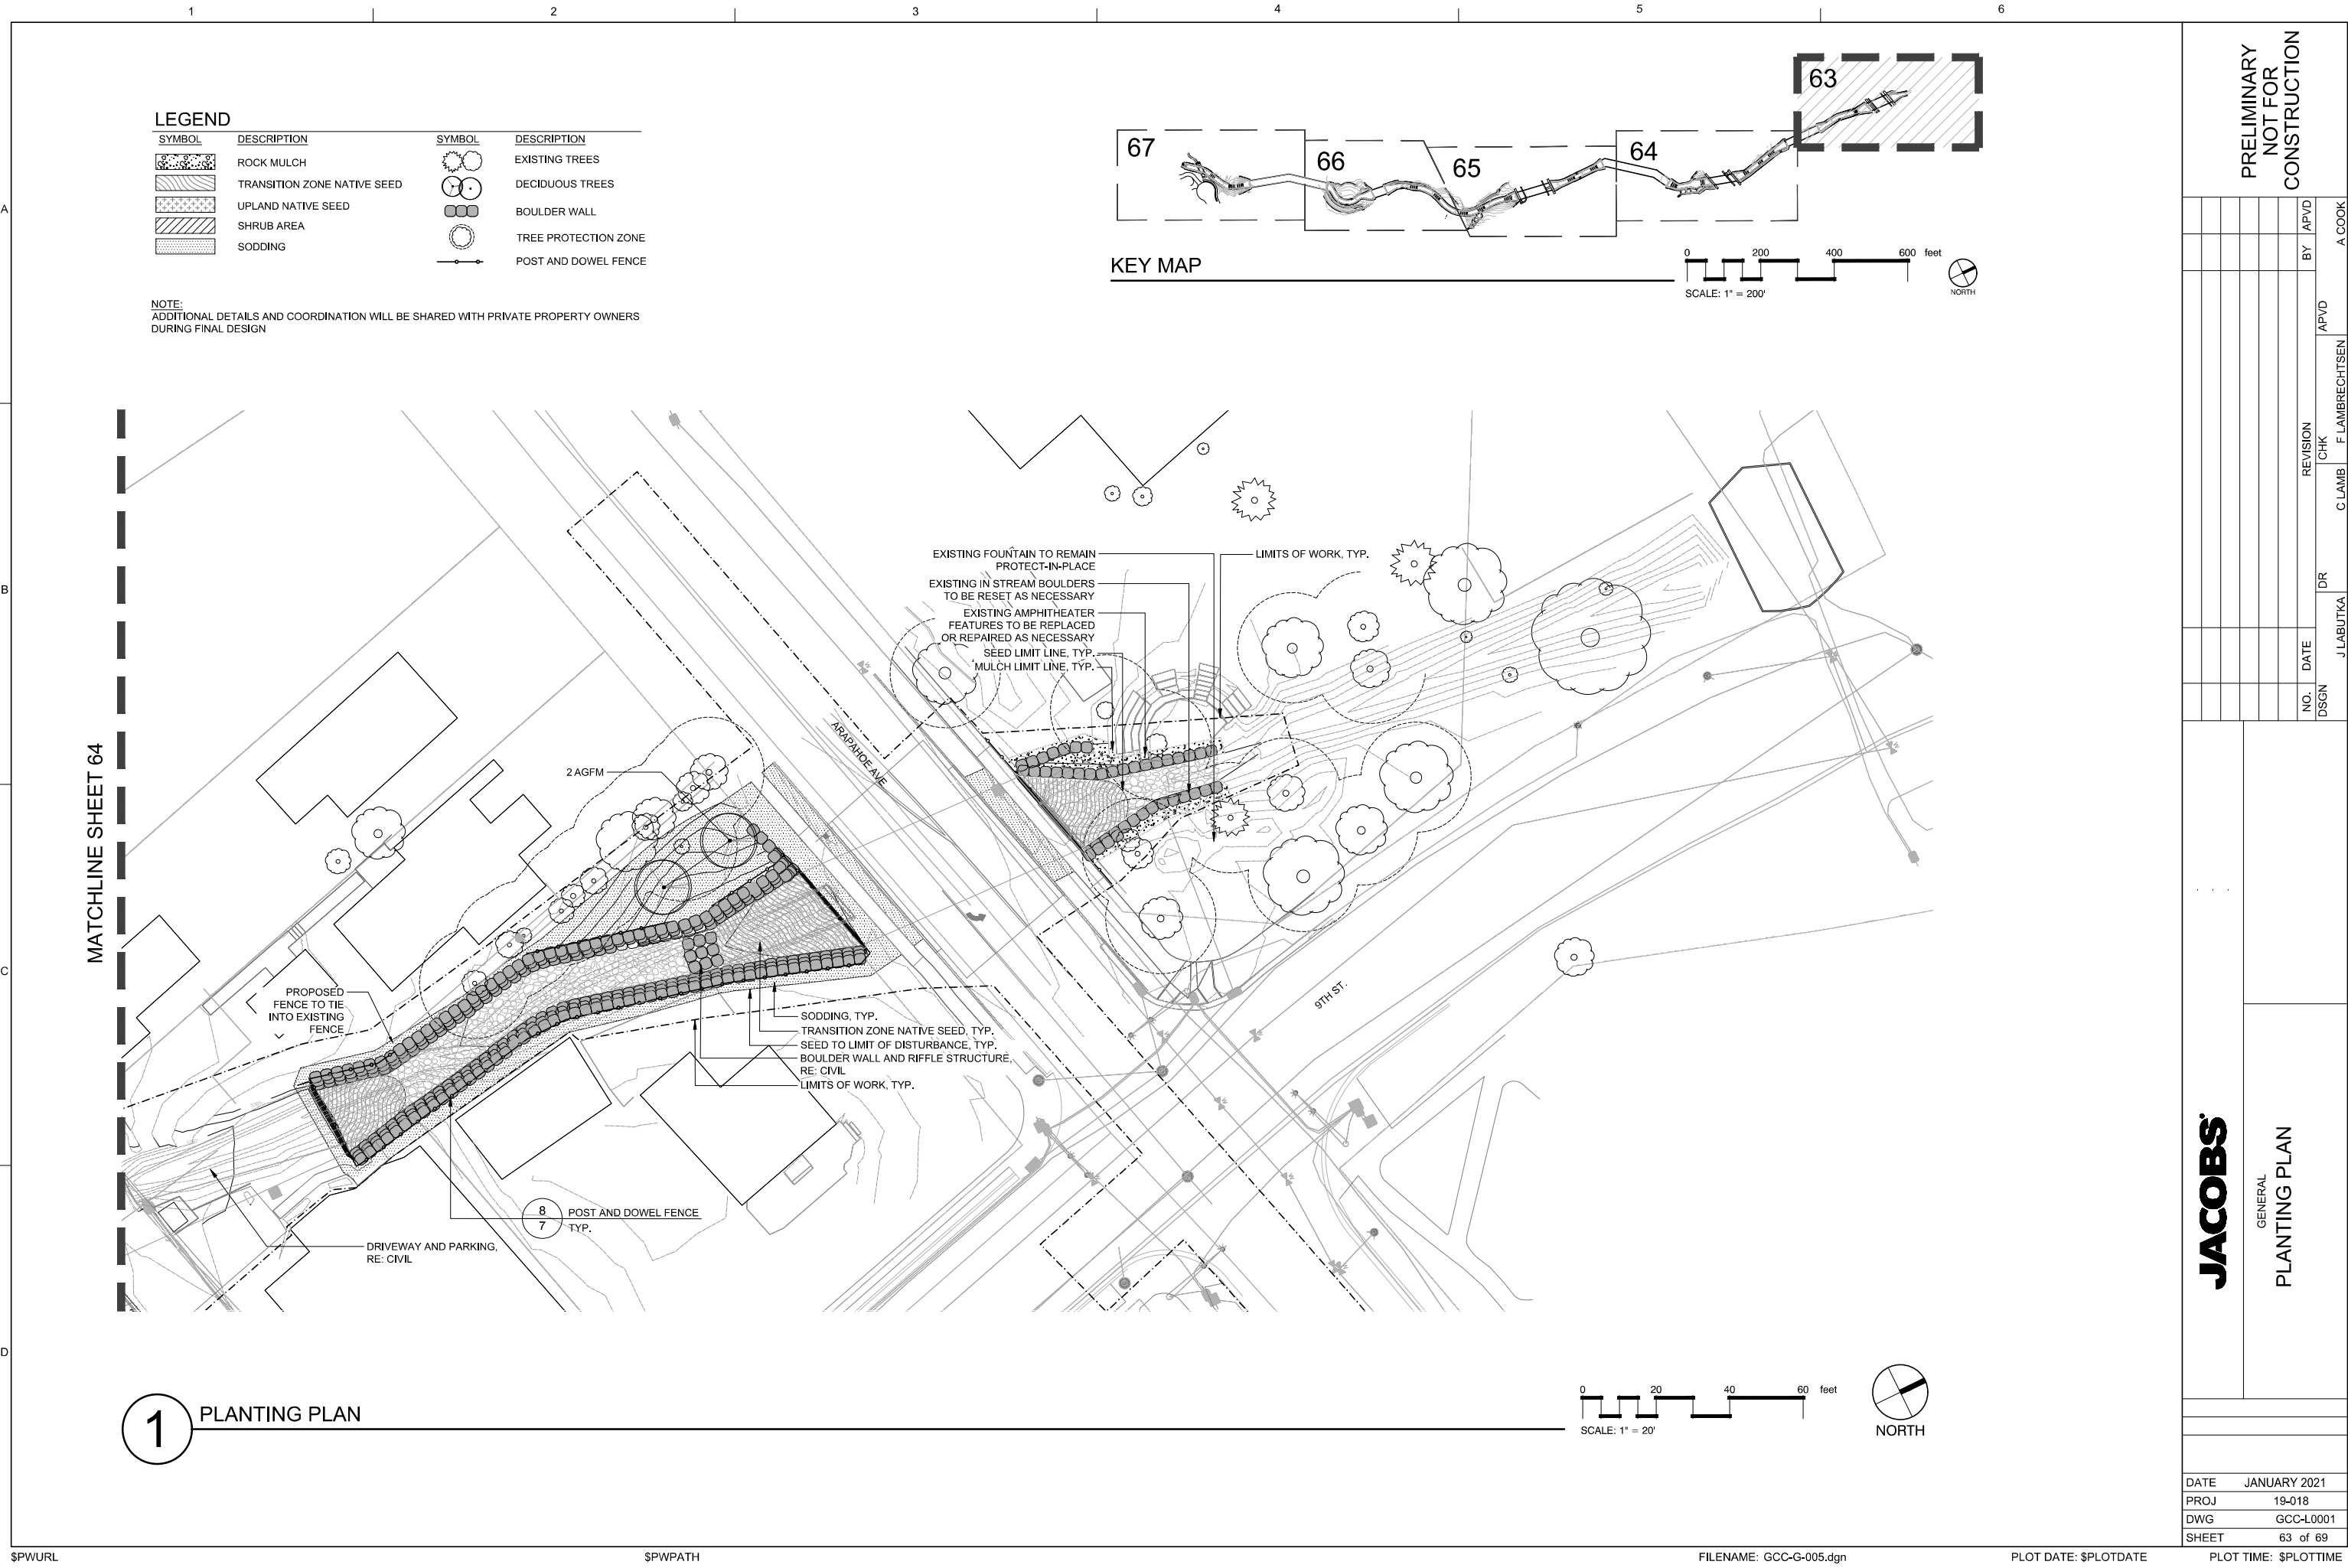 1 2 3 4 5 6
A
B
C
D
LEGEND
SYMBOL DESCRIPTION SYMBOL DESCRIPTION
ROCK MULCH
TRANSITION ZONE NATIVE SEED
UPLAND NATIVE SEED
SHRUB AREA
SODDING
EXISTING TREES
DECIDUOUS TREES
BOULDER WALL
TREE PROTECTION ZONE
POST AND DOWEL FENCE
NOTE:
ADDITIONAL DETAILS AND COORDINATION WILL BE SHARED WITH PRIVATE PROPERTY OWNERS
DURING FINAL DESIGN
67
66
65
64
63
KEY MAP
0 200 400 600 feet
SCALE: 1" = 200'
NORTH
MATCHLINE SHEET 64
EXISTING FOUNTAIN TO REMAIN
PROTECT-IN-PLACE
EXISTING IN STREAM BOULDERS
TO BE RESET AS NECESSARY
EXISTING AMPHITHEATER
FEATURES TO BE REPLACED
OR REPAIRED AS NECESSARY
SEED LIMIT LINE, TYP.
MULCH LIMIT LINE, TYP.
LIMITS OF WORK, TYP.
2 AGFM
ARAPAHOE AVE
9TH ST.
PROPOSED
FENCE TO TIE
INTO EXISTING
FENCE
SODDING, TYP.
TRANSITION ZONE NATIVE SEED, TYP.
SEED TO LIMIT OF DISTURBANCE, TYP.
BOULDER WALL AND RIFFLE STRUCTURE,
RE: CIVIL
LIMITS OF WORK, TYP.
8
7
POST AND DOWEL FENCE
TYP.
DRIVEWAY AND PARKING,
RE: CIVIL
1
PLANTING PLAN
0 20 40 60 feet
SCALE: 1" = 20'
NORTH
PRELIMINARY
NOT FOR
CONSTRUCTION
NO. DATE REVISION BY APVD
DSGN DR CHK APVD
J LABUTKA C LAMB F LAMBRECHTSEN A COOK
JACOBS
GENERAL
PLANTING PLAN
DATE JANUARY 2021
PROJ 19-018
DWG GCC-L0001
SHEET 63 of 69
$PWURL $PWPATH FILENAME: GCC-G-005.dgn PLOT DATE: $PLOTDATE PLOT TIME: $PLOTTIME